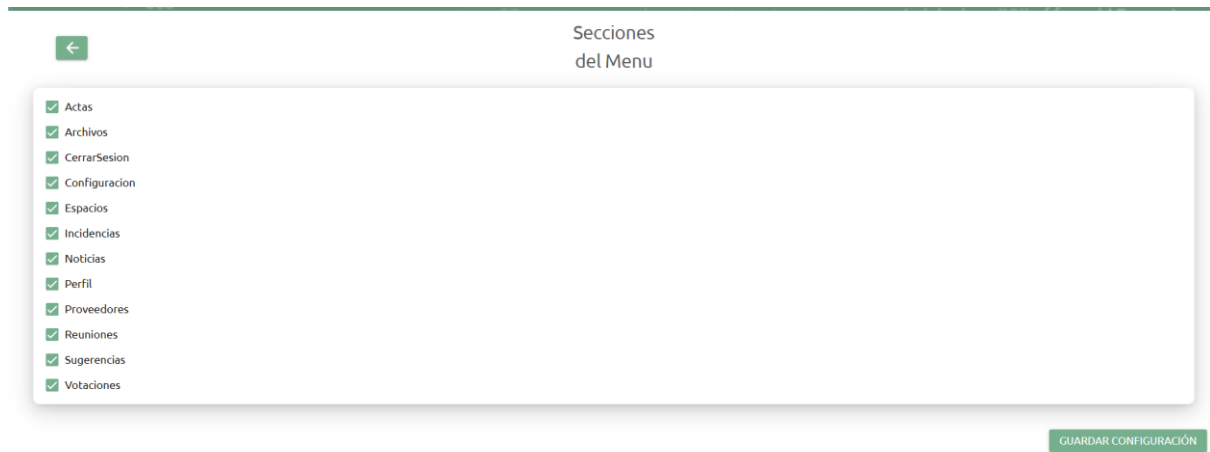 Secciones
del Menu
Actas
Archivos
CerrarSesion
Configuracion
Espacios
Incidencias
Noticias
Perfil
Proveedores
Reuniones
Sugerencias
Votaciones
GUARDAR CONFIGURACIÓN